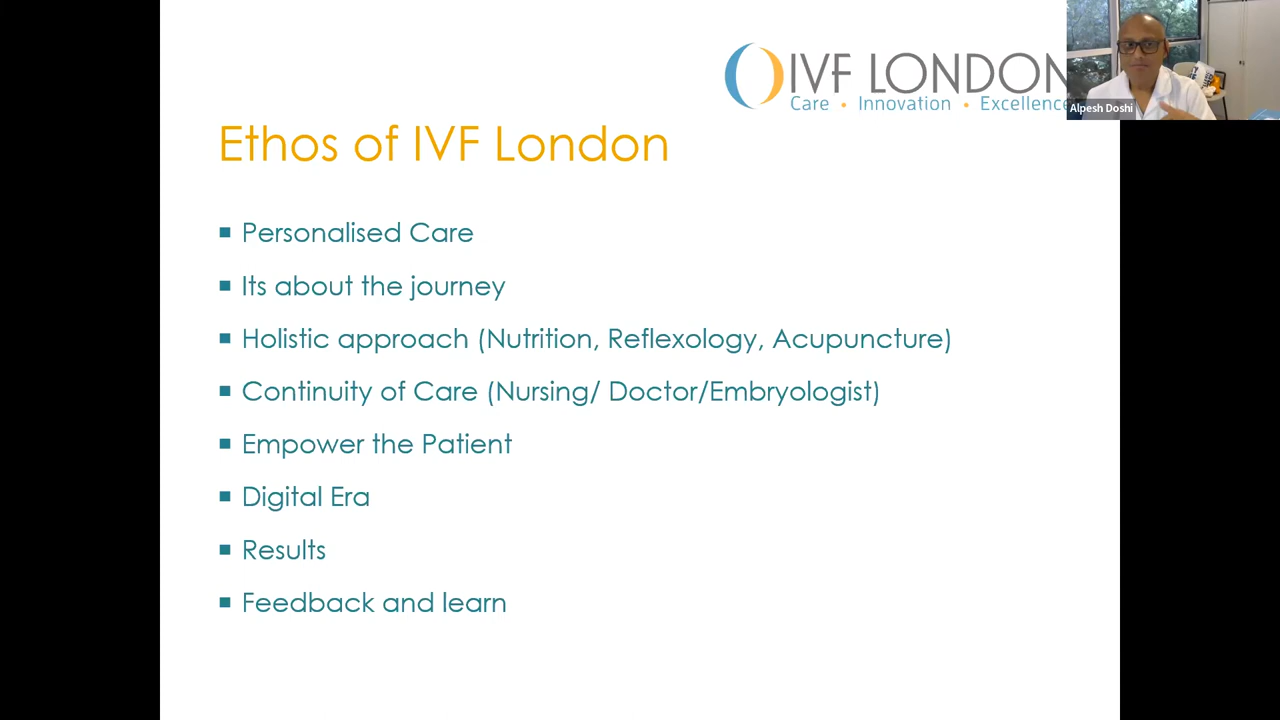 IVF LONDON
Care • Innovation • Excellence
Alpesh Doshi
Ethos of IVF London
▪ Personalised Care
▪ Its about the journey
▪ Holistic approach (Nutrition, Reflexology, Acupuncture)
▪ Continuity of Care (Nursing/ Doctor/Embryologist)
▪ Empower the Patient
▪ Digital Era
▪ Results
▪ Feedback and learn